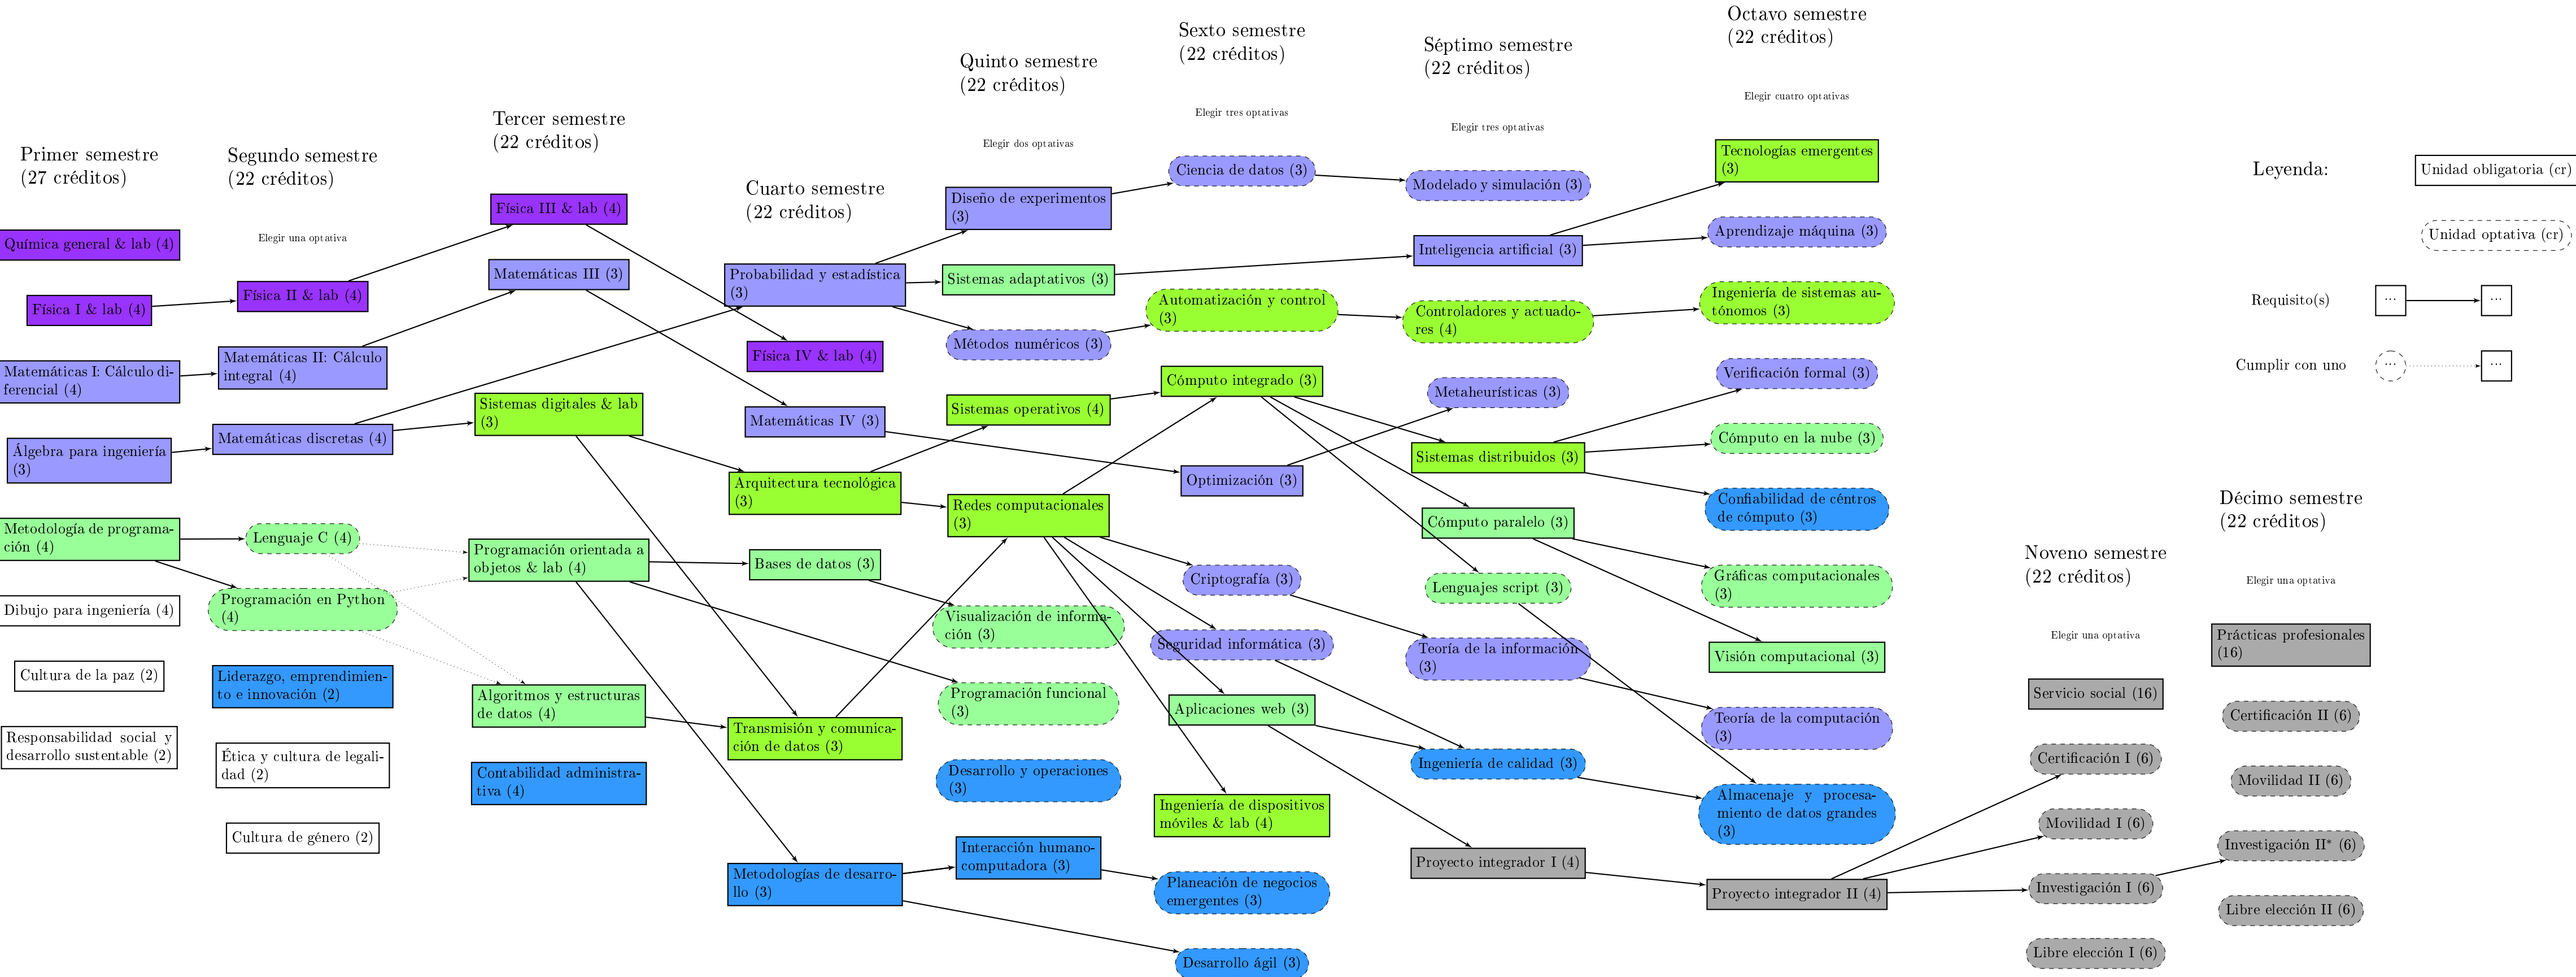 Primer semestre
(27 créditos)
Química general & lab (4)
Física I & lab (4)
Matemáticas I: Cálculo di-
ferencial (4)
Álgebra para ingeniería
(3)
Metodología de programa-
ción (4)
Dibujo para ingeniería (4)
Cultura de la paz (2)
Responsabilidad social y
desarrollo sustentable (2)
Segundo semestre
(22 créditos)
Elegir una optativa
Física II & lab (4)
Matemáticas II: Cálculo
integral (4)
Matemáticas discretas (4)
Lenguaje C (4)
Programación en Python
(4)
Liderazgo, emprendimien-
to e innovación (2)
Ética y cultura de legali-
dad (2)
Cultura de género (2)
Tercer semestre
(22 créditos)
Física III & lab (4)
Matemáticas III (3)
Sistemas digitales & lab
(3)
Programación orientada a
objetos & lab (4)
Algoritmos y estructuras
de datos (4)
Contabilidad administra-
tiva (4)
Cuarto semestre
(22 créditos)
Probabilidad y estadística
(3)
Física IV & lab (4)
Matemáticas IV (3)
Arquitectura tecnológica
(3)
Bases de datos (3)
Transmisión y comunica-
ción de datos (3)
Metodologías de desarro-
llo (3)
Quinto semestre
(22 créditos)
Elegir dos optativas
Diseño de experimentos
(3)
Sistemas adaptativos (3)
Métodos numéricos (3)
Sistemas operativos (4)
Redes computacionales
(3)
Visualización de informa-
ción (3)
Programación funcional
(3)
Desarrollo y operaciones
(3)
Interacción humano-
computadora (3)
Sexto semestre
(22 créditos)
Elegir tres optativas
Ciencia de datos (3)
Automatización y control
(3)
Cómputo integrado (3)
Optimización (3)
Criptografía (3)
Seguridad informática (3)
Aplicaciones web (3)
Ingeniería de dispositivos
móviles & lab (4)
Planeación de negocios
emergentes (3)
Desarrollo ágil (3)
Séptimo semestre
(22 créditos)
Elegir tres optativas
Modelado y simulación (3)
Inteligencia artificial (3)
Controladores y actuado-
res (4)
Metaheurísticas (3)
Sistemas distribuidos (3)
Cómputo paralelo (3)
Lenguajes script (3)
Teoría de la información
(3)
Ingeniería de calidad (3)
Proyecto integrador I (4)
Octavo semestre
(22 créditos)
Elegir cuatro optativas
Tecnologías emergentes
(3)
Aprendizaje máquina (3)
Ingeniería de sistemas au-
tónomos (3)
Verificación formal (3)
Cómputo en la nube (3)
Confiabilidad de céntros
de cómputo (3)
Gráficas computacionales
(3)
Visión computacional (3)
Teoría de la computación
(3)
Almacenaje y procesa-
miento de datos grandes
(3)
Proyecto integrador II (4)
Noveno semestre
(22 créditos)
Elegir una optativa
Servicio social (16)
Certificación I (6)
Movilidad I (6)
Investigación I (6)
Libre elección I (6)
Décimo semestre
(22 créditos)
Elegir una optativa
Prácticas profesionales
(16)
Certificación II (6)
Movilidad II (6)
Investigación II* (6)
Libre elección II (6)
Leyenda:
Unidad obligatoria (cr)
Unidad optativa (cr)
Requisito(s)
...
...
Cumplir con uno
...
...